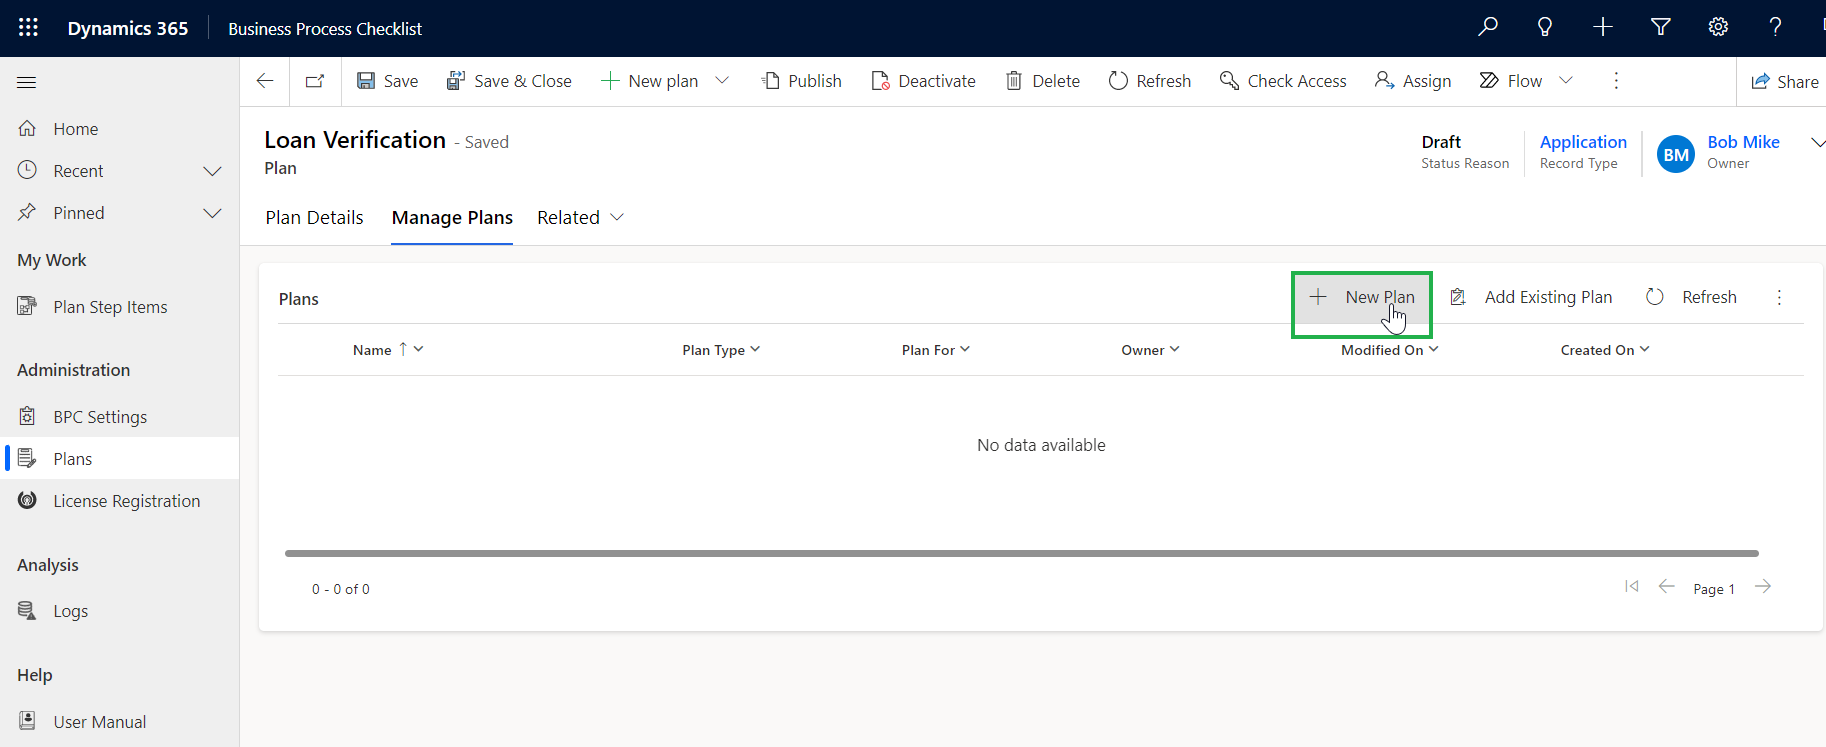 Dynamics 365 Business Process Checklist
Save Save & Close New plan Publish Deactivate Delete Refresh Check Access Assign Flow Share
Home
Recent
Pinned
My Work
Plan Step Items
Administration
BPC Settings
Plans
License Registration
Analysis
Logs
Help
User Manual
Loan Verification - Saved
Plan
Draft
Status Reason
Application
Record Type
BM
Bob Mike
Owner
Plan Details Manage Plans Related
Plans
New Plan Add Existing Plan Refresh
Name Plan Type Plan For Owner Modified On Created On
No data available
0 - 0 of 0
Page 1